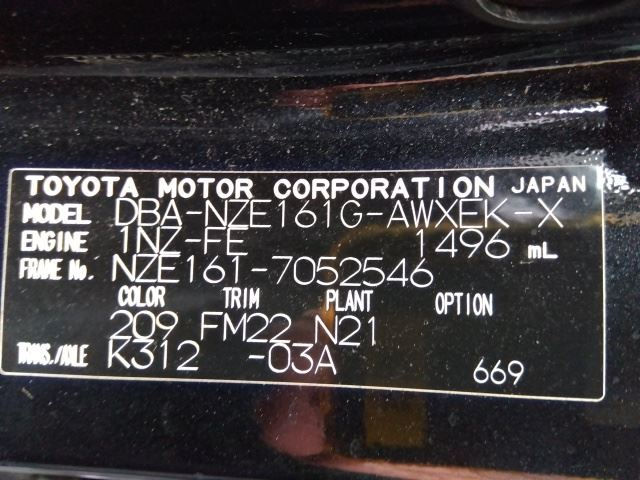 TOYOTA MOTOR CORPORATION JAPAN
MODEL DBA-NZE161G-AWXEK-X
ENGINE 1NZ-FE 1496 mL
FRAME No. NZE161-7052546
COLOR TRIM PLANT OPTION
209 FM22 N21
TRANS./AXLE K312 -03A 669